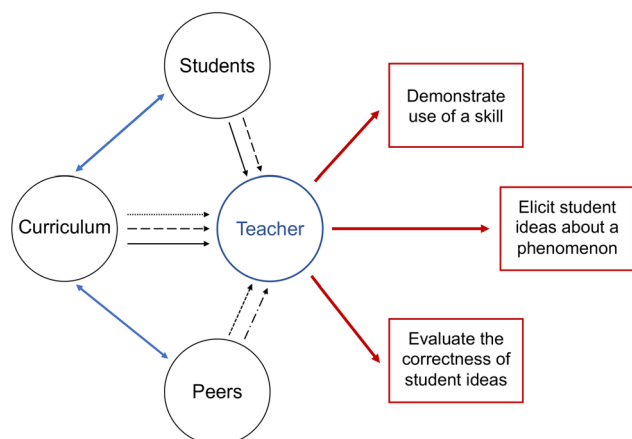 Students
Demonstrate
use of a skill
Curriculum
Teacher
Elicit student
ideas about a
phenomenon
Evaluate the
correctness of
student ideas
Peers